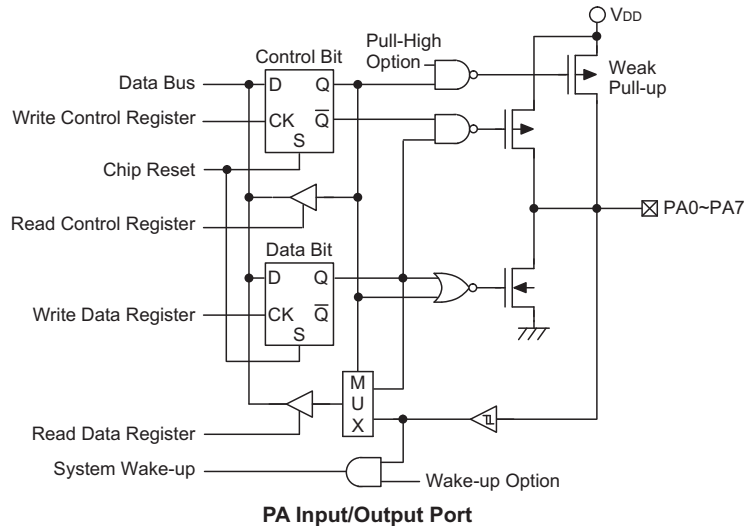 VDD
Control Bit
Pull-High
Option
Weak
Pull-up
Data Bus
D
Q
Write Control Register
CK
Q
S
Chip Reset
PA0~PA7
Read Control Register
Data Bit
D
Q
Write Data Register
CK
Q
S
M
U
X
Read Data Register
System Wake-up
Wake-up Option
PA Input/Output Port